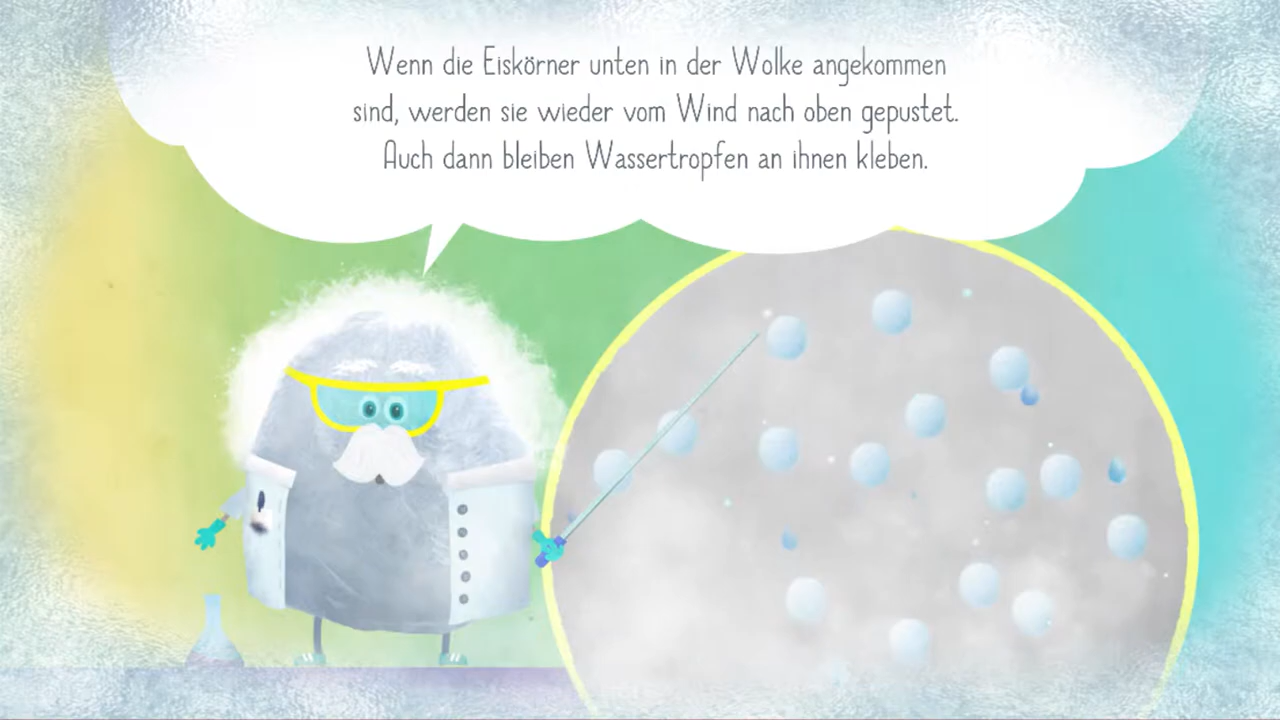 Wenn die Eiskörner unten in der Wolke angekommen
sind, werden sie wieder vom Wind nach oben gepustet.
Auch dann bleiben Wassertropfen an ihnen kleben.